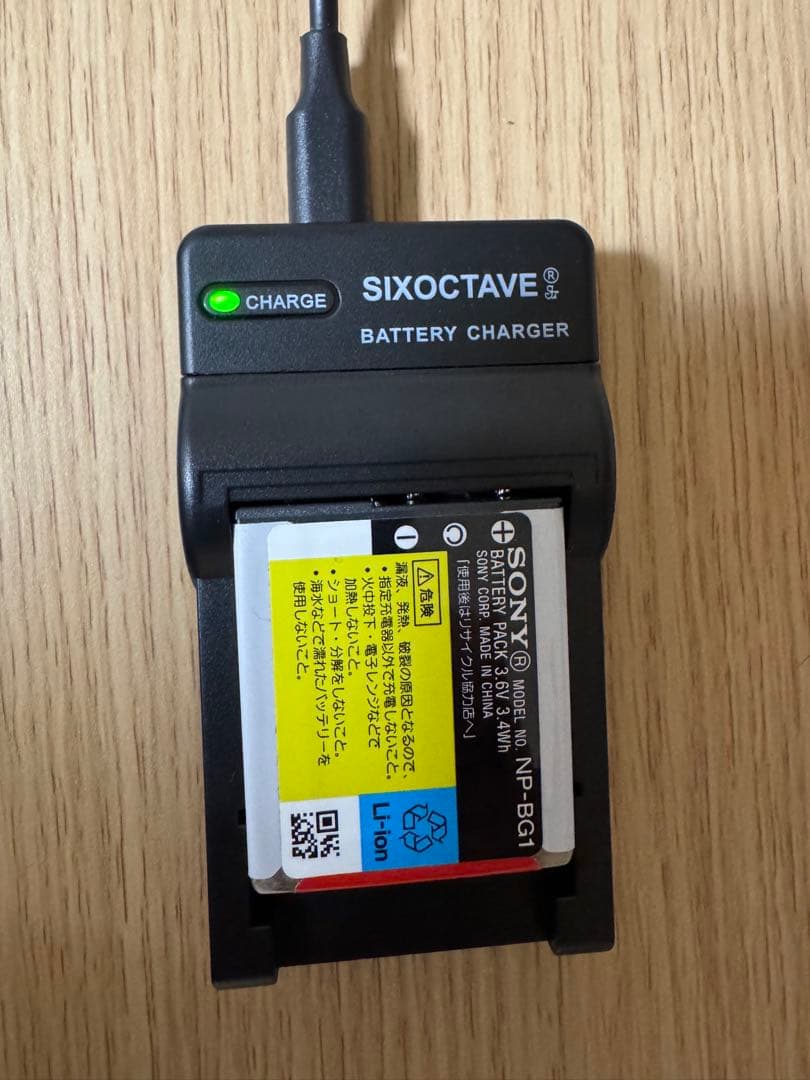 CHARGE
SIXOCTAVE®
BATTERY CHARGER
SONY® MODEL NO. NP-BG1
BATTERY PACK 3.6V 3.4Wh
SONY CORP. MADE IN CHINA
「使用後はリサイクル協力店へ」
⚠危険
漏液、発熱、破裂の原因となるので、
・指定充電器以外で充電しないこと。
・火中投下・電子レンジなどで
加熱しないこと。
・ショート・分解をしないこと。
・海水などで濡れたバッテリーを
使用しないこと。
Li-ion